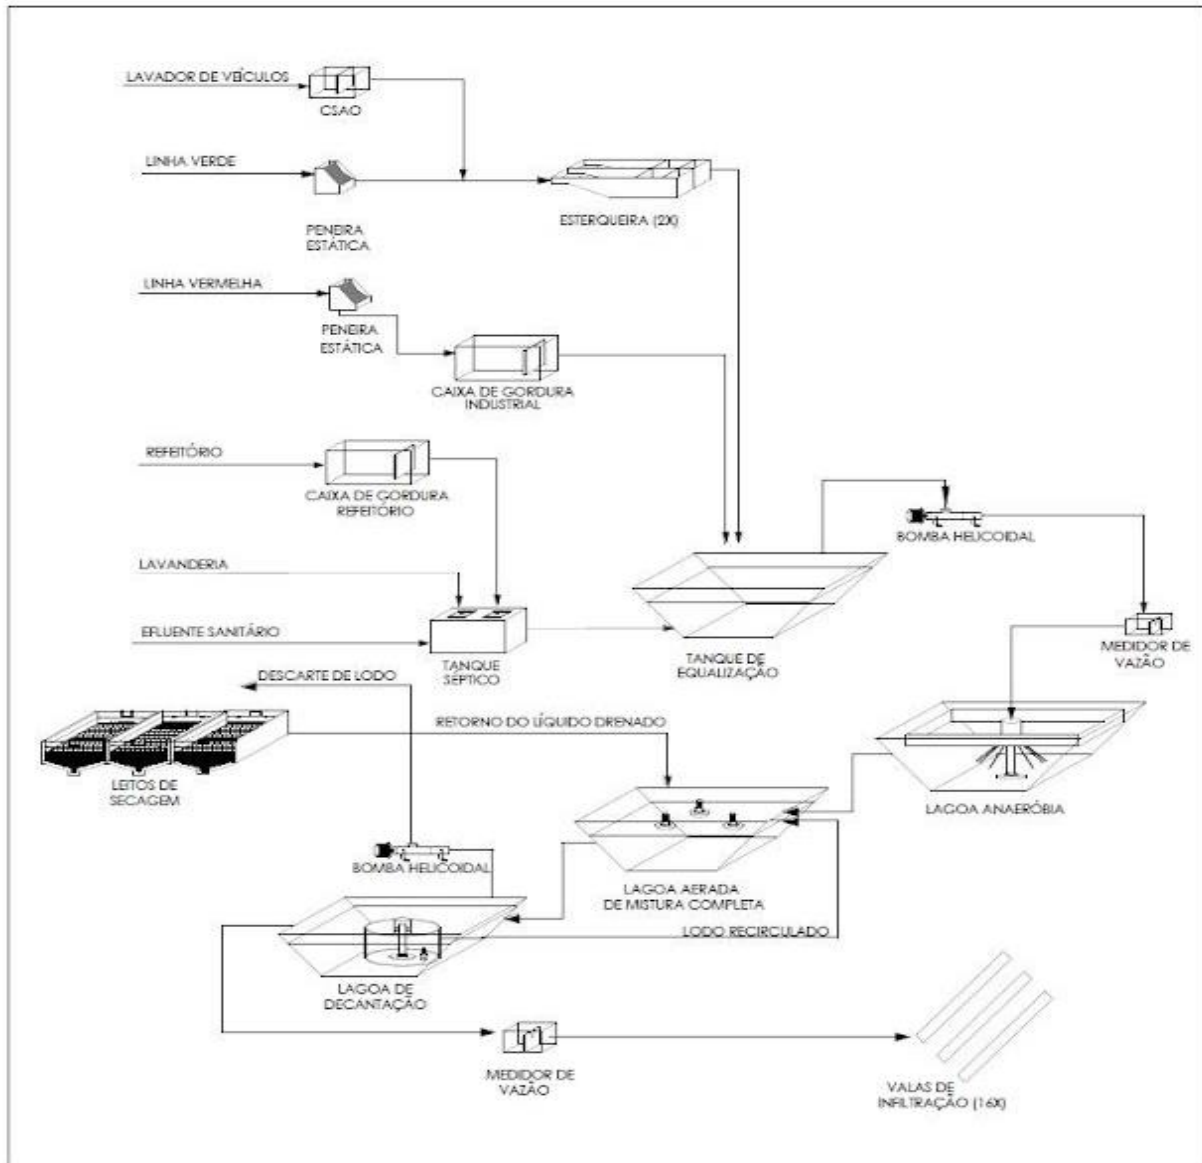 LAVADOR DE VEÍCULOS
CSAO
LINHA VERDE
PENEIRA
ESTÁTICA
ESTERQUEIRA (2X)
LINHA VERMELHA
PENEIRA
ESTÁTICA
CAIXA DE GORDURA
INDUSTRIAL
REFEITÓRIO
CAIXA DE GORDURA
REFEITÓRIO
BOMBA HELICOIDAL
LAVANDERIA
EFLUENTE SANITÁRIO
TANQUE
SÉPTICO
TANQUE DE
EQUALIZAÇÃO
MEDIDOR DE
VAZÃO
DESCARTE DE LODO
RETORNO DO LÍQUIDO DRENADO
LEITOS DE
SECAGEM
LAGOA ANAERÓBIA
BOMBA HELICOIDAL
LAGOA AERADA
DE MISTURA COMPLETA
LODO RECIRCULADO
LAGOA DE
DECANTAÇÃO
MEDIDOR DE
VAZÃO
VALAS DE
INFILTRAÇÃO (16X)